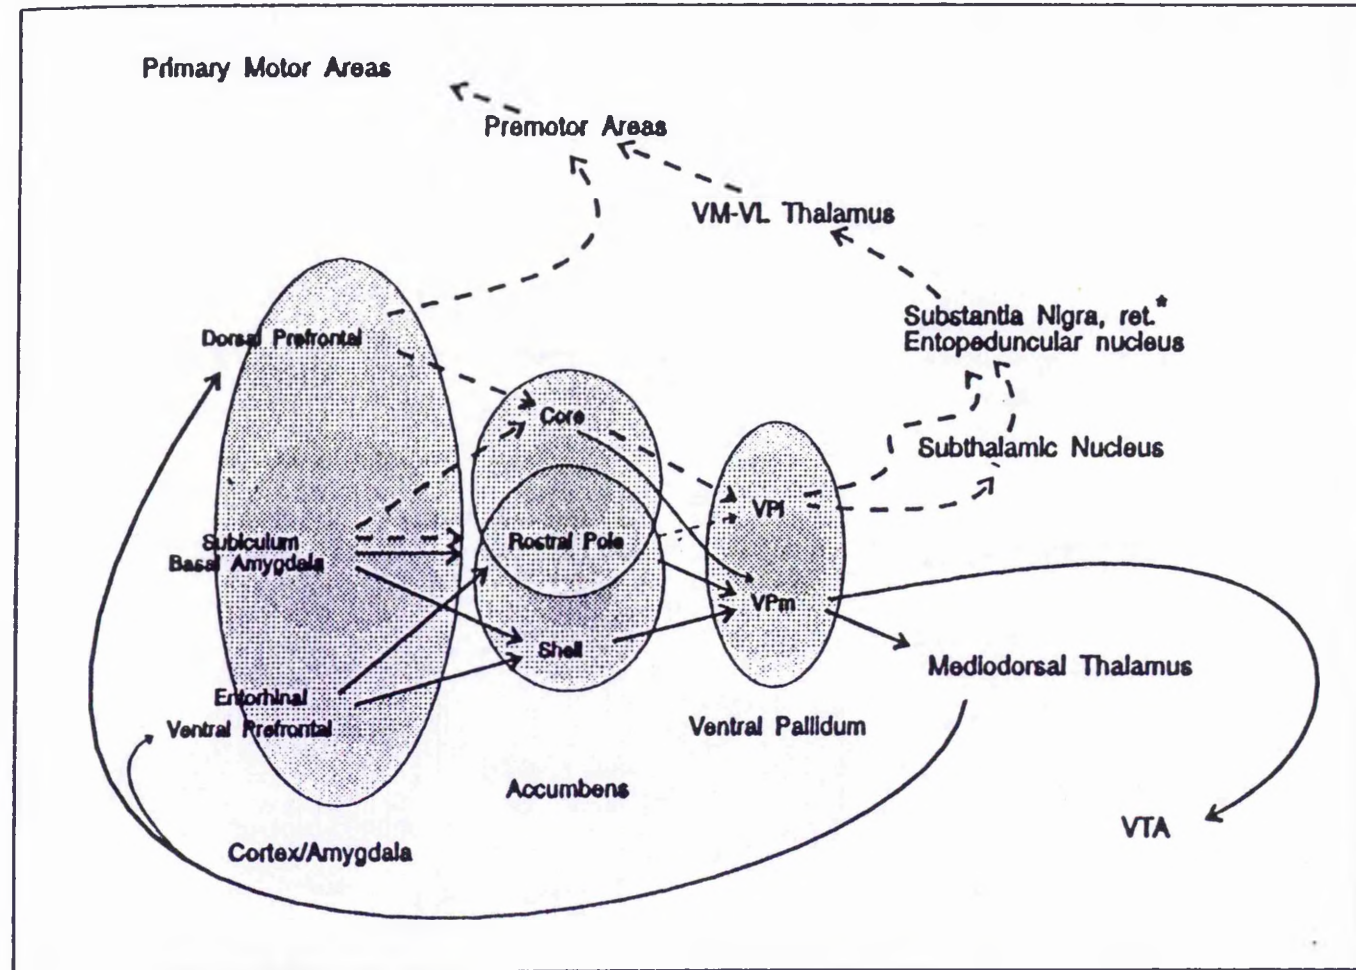 Primary Motor Areas
Premotor Areas
VM-VL Thalamus
Substantia Nigra, ret.*
Entopeduncular nucleus
Dorsal Prefrontal
Core
Subthalamic Nucleus
VPl
Subiculum
Rostral Pole
Basal Amygdala
VPm
Shell
Mediodorsal Thalamus
Entorhinal
Ventral Prefrontal
Ventral Pallidum
Accumbens
VTA
Cortex/Amygdala